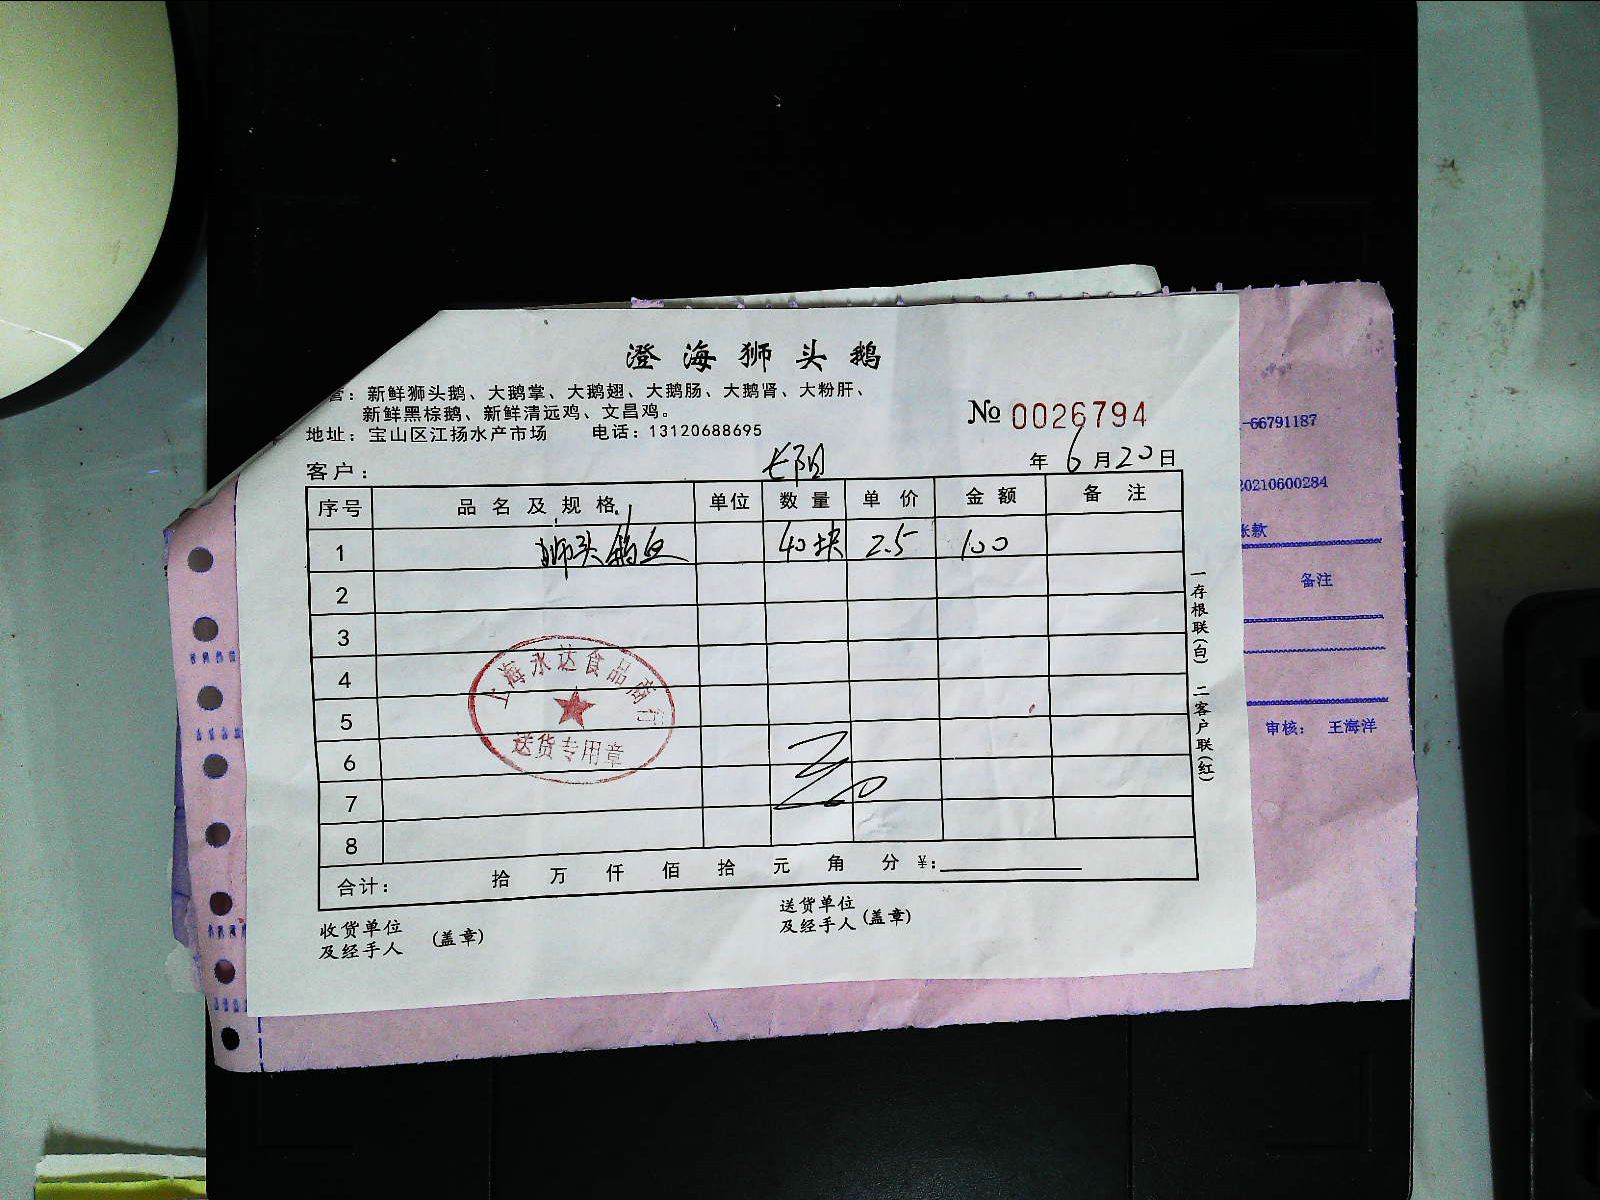 澄海狮头鹅
营：新鲜狮头鹅、大鹅掌、大鹅翅、大鹅肠、大鹅肾、大粉肝、
新鲜黑棕鹅、新鲜清远鸡、文昌鸡。
地址：宝山区江扬水产市场 电话：13120688695
№ 0026794
客户： 长阳 年 6 月 20 日
序号 品名及规格 单位 数量 单价 金额 备注
1 狮头鹅血 40块 2.5 100
2
3
4
5
6
7
8
上海永达食品商行
送货专用章
合计： 拾 万 仟 佰 拾 元 角 分 ¥：
收货单位
及经手人 (盖章)
送货单位
及经手人 (盖章)
一存根联(白) 二客户联(红)
-66791187
20210600284
账款
备注
审核： 王海洋